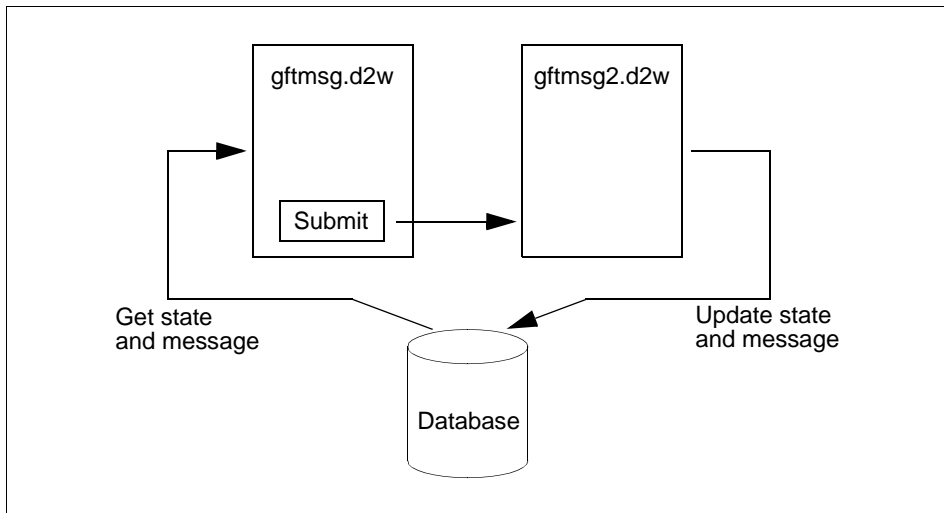 gftmsg.d2w
gftmsg2.d2w
Submit
Get state
and message
Update state
and message
Database